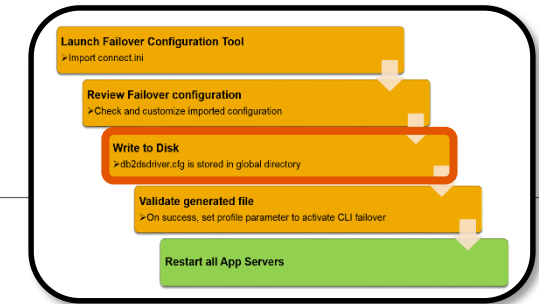 Launch Failover Configuration Tool
➢Import connect.ini
Review Failover configuration
➢Check and customize imported configuration
Write to Disk
➢db2dsdriver.cfg is stored in global directory
Validate generated file
➢On success, set profile parameter to activate CLI failover
Restart all App Servers